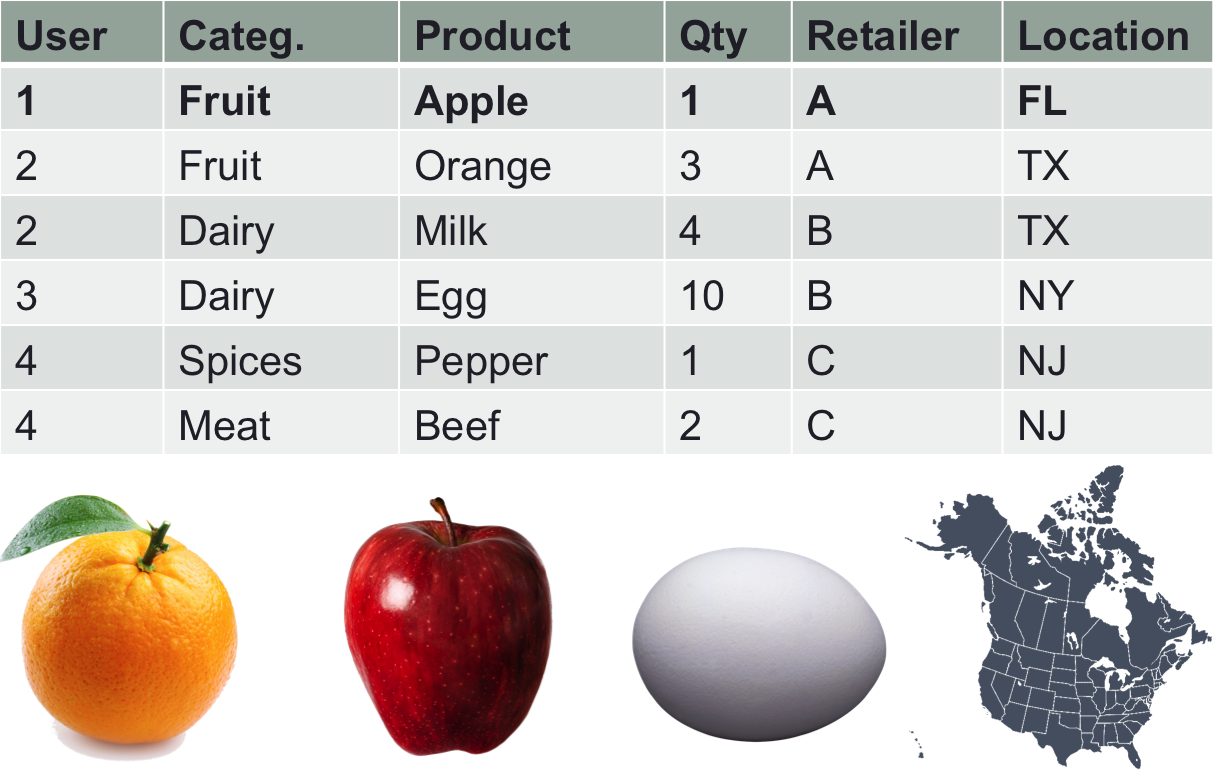 User Categ. Product Qty Retailer Location
1 Fruit Apple 1 A FL
2 Fruit Orange 3 A TX
2 Dairy Milk 4 B TX
3 Dairy Egg 10 B NY
4 Spices Pepper 1 C NJ
4 Meat Beef 2 C NJ